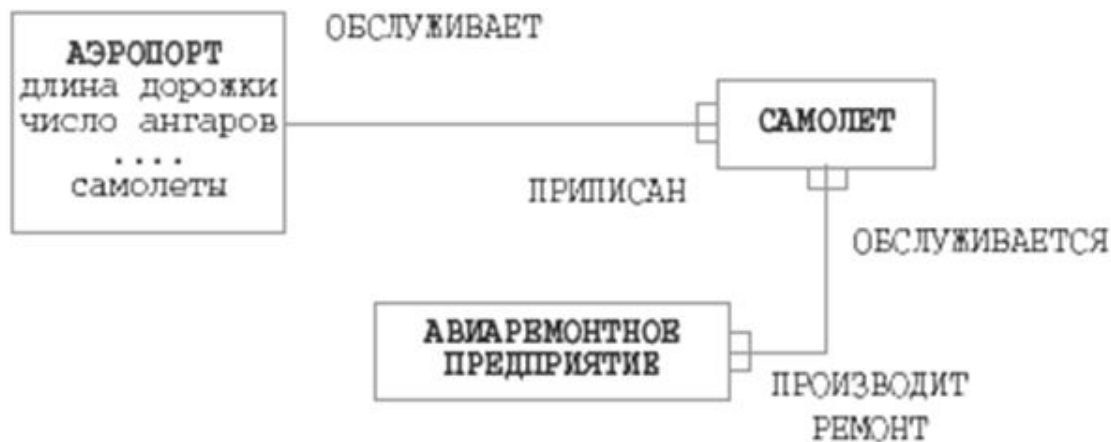 ОБСЛУЖИВАЕТ
АЭРОПОРТ
длина дорожки
число ангаров
....
самолеты
САМОЛЕТ
ПРИПИСАН
ОБСЛУЖИВАЕТСЯ
АВИАРЕМОНТНОЕ
ПРЕДПРИЯТИЕ
ПРОИЗВОДИТ
РЕМОНТ